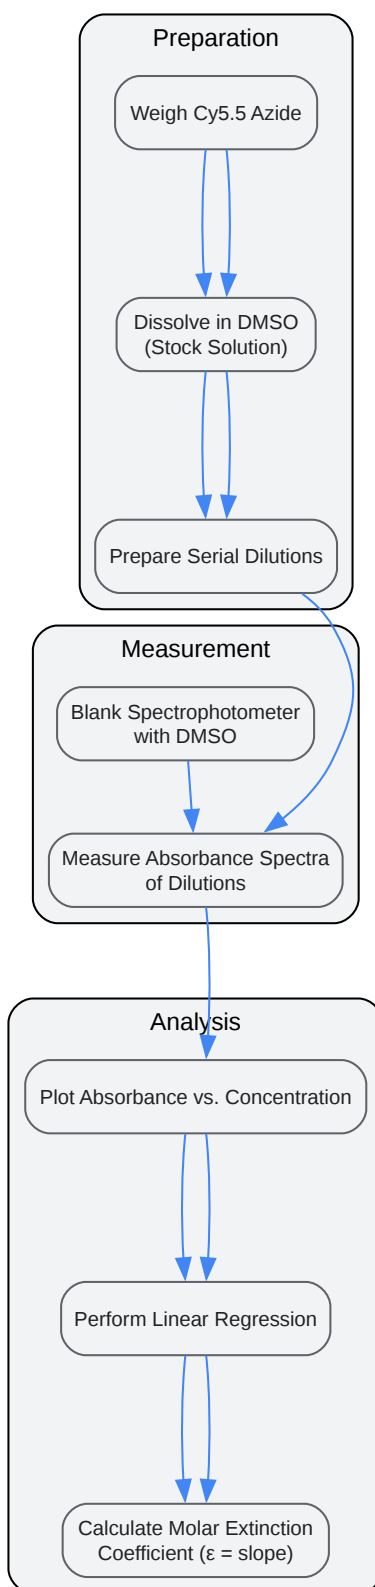 Preparation
Weigh Cy5.5 Azide
Dissolve in DMSO
(Stock Solution)
Prepare Serial Dilutions
Measurement
Blank Spectrophotometer
with DMSO
Measure Absorbance Spectra
of Dilutions
Analysis
Plot Absorbance vs. Concentration
Perform Linear Regression
Calculate Molar Extinction
Coefficient (ε = slope)